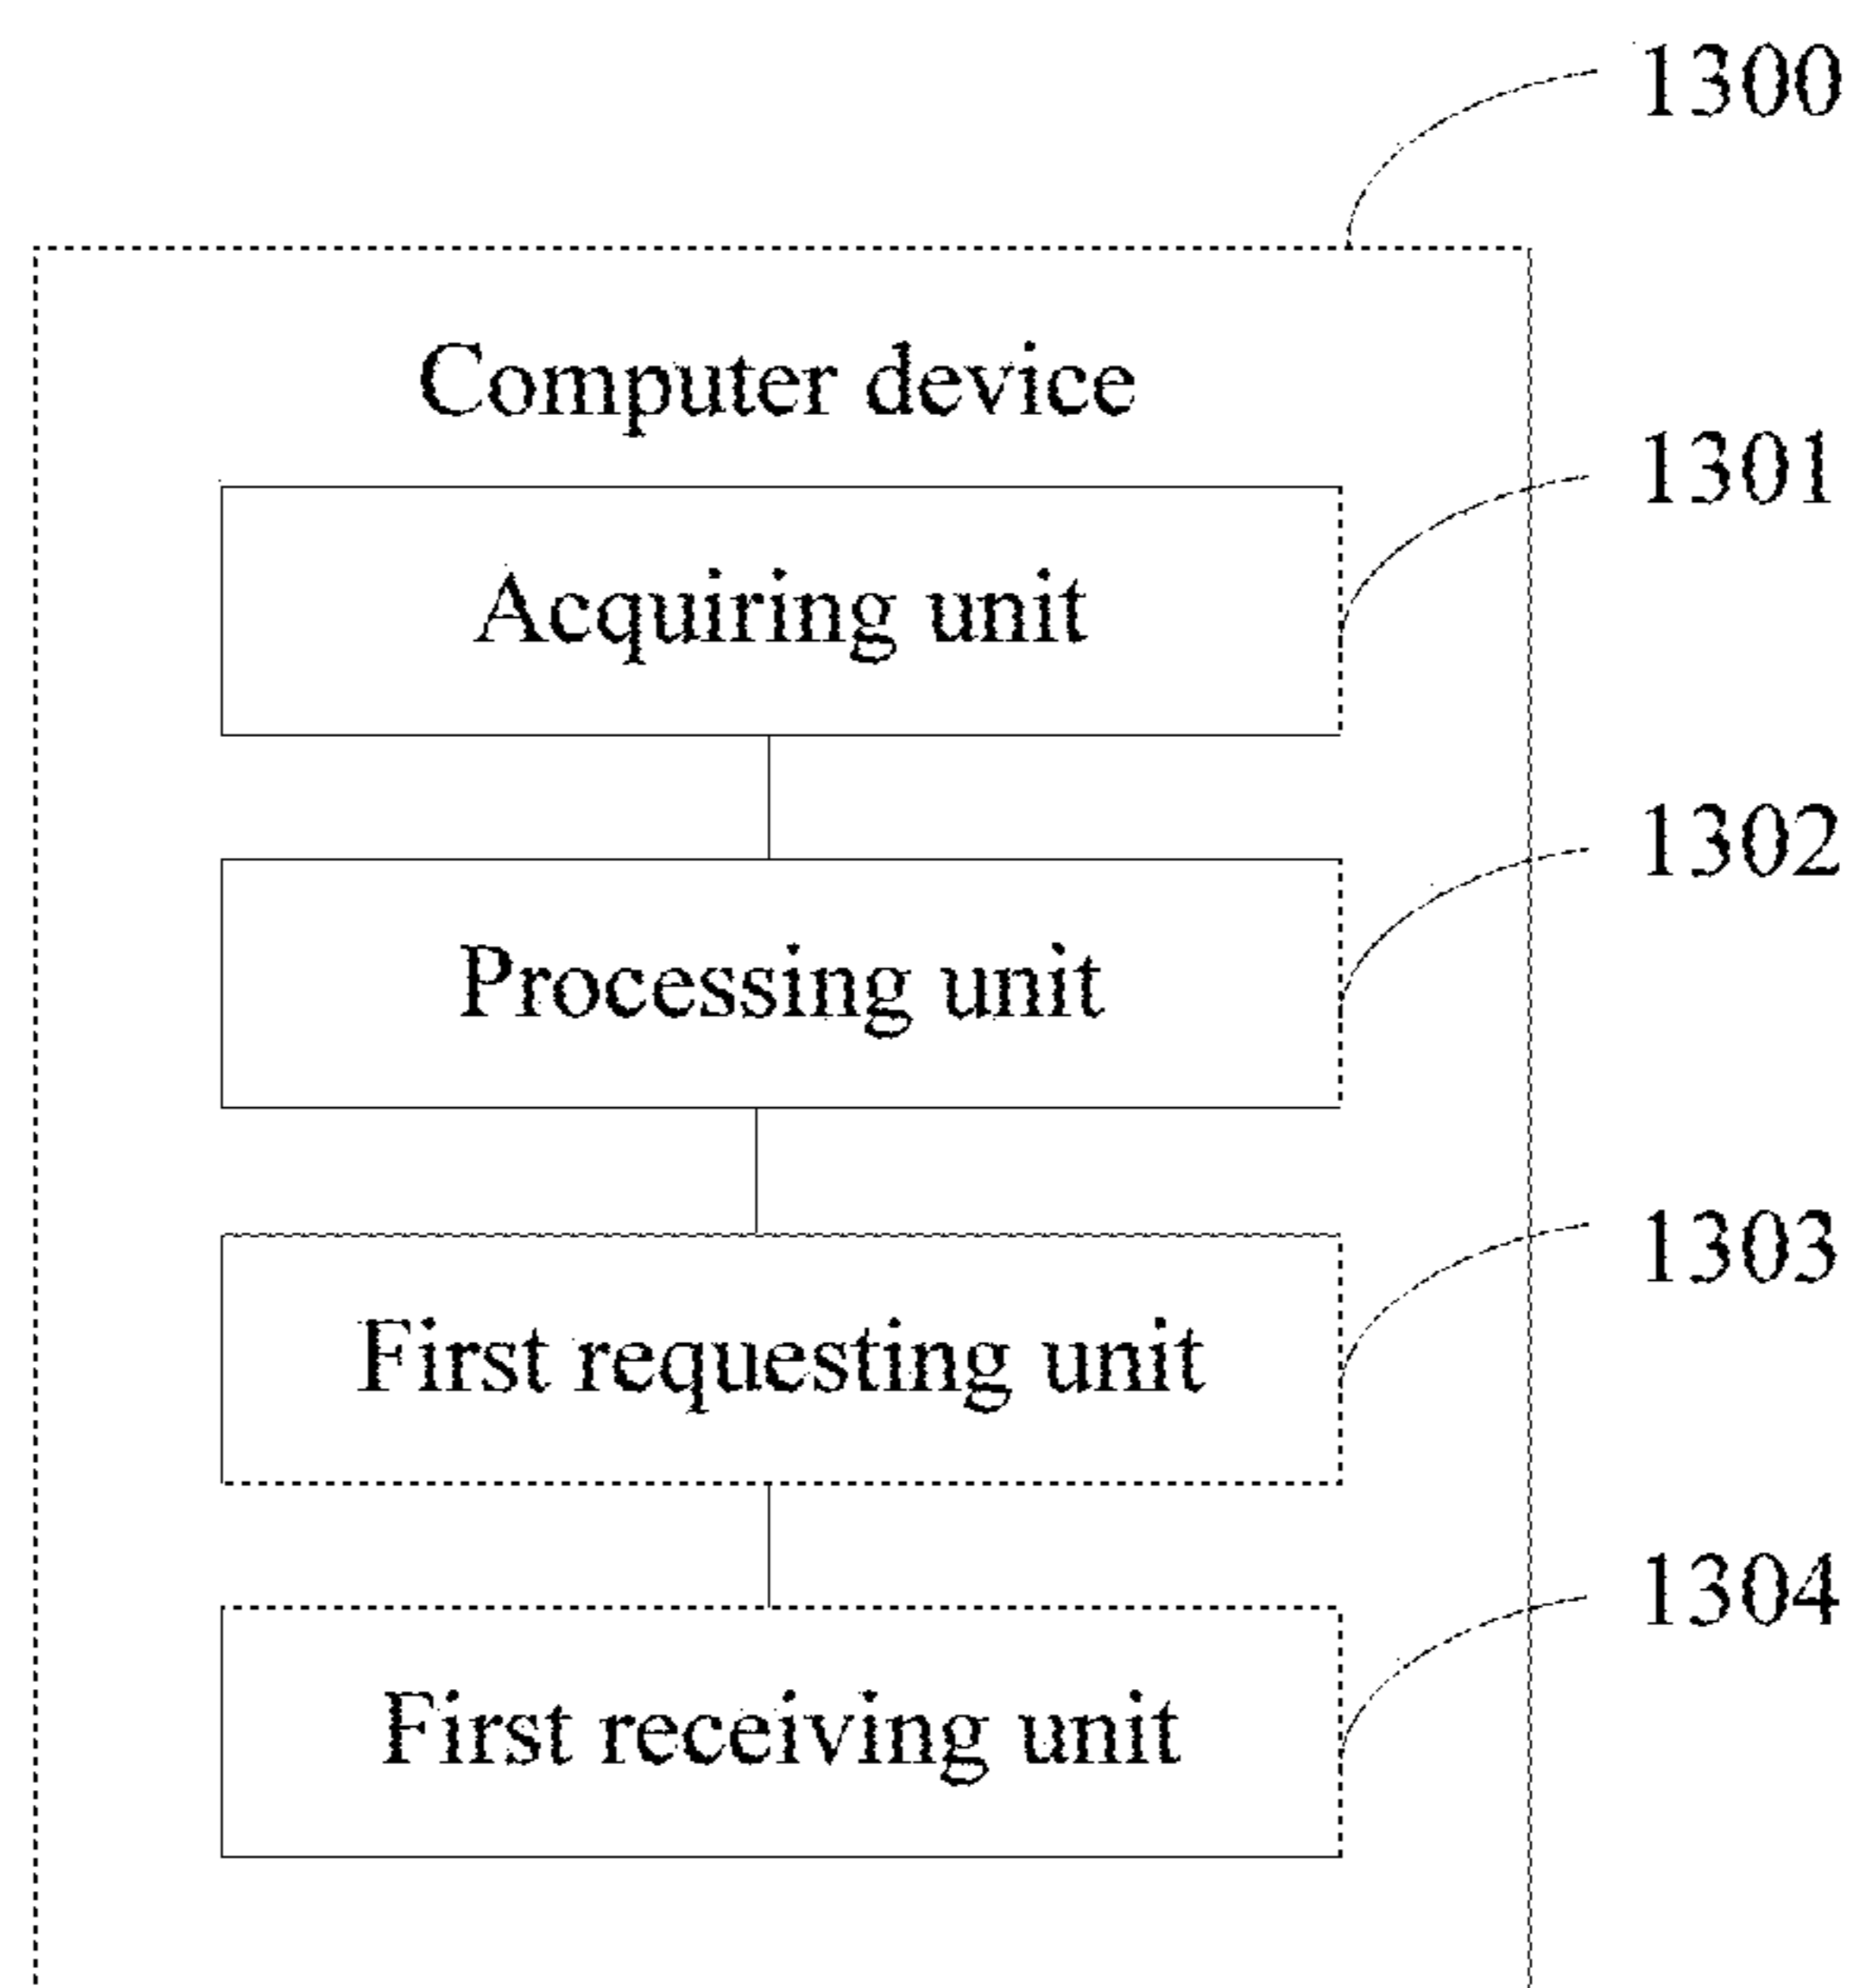 1300
Computer device
1301
Acquiring unit
1302
Processing unit
1303
First requesting unit
1304
First receiving unit